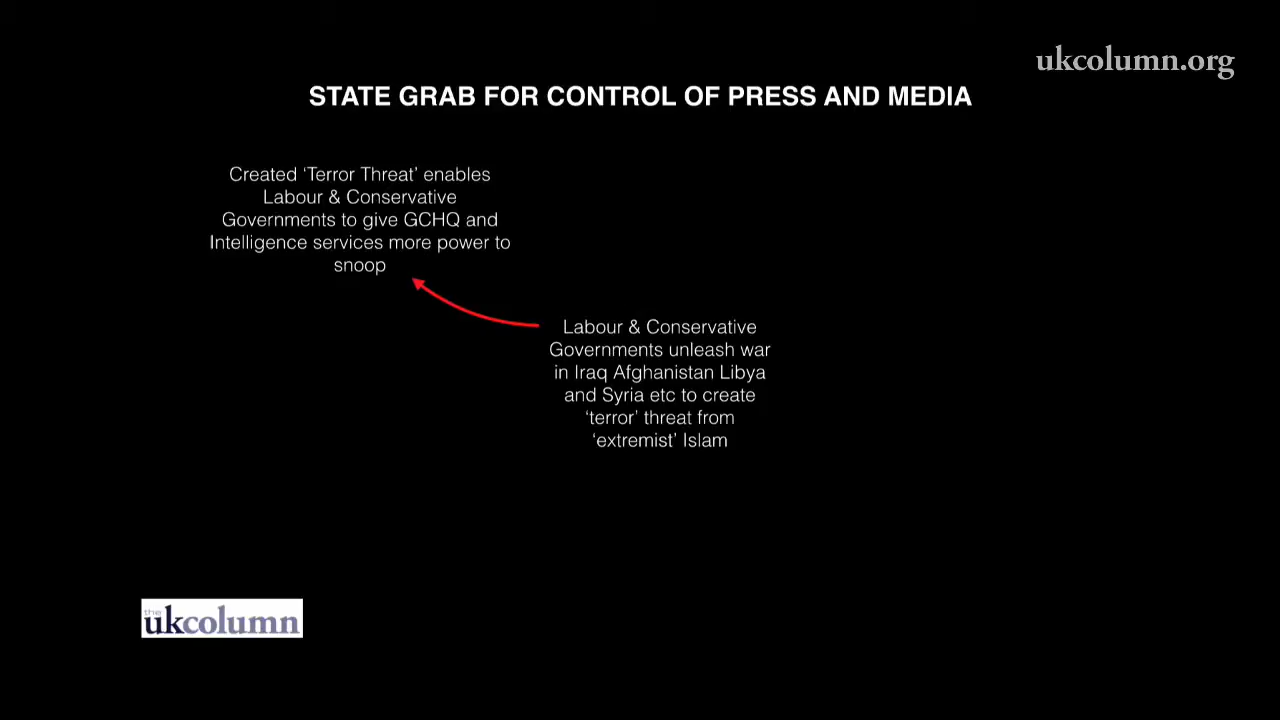 ukcolumn.org
STATE GRAB FOR CONTROL OF PRESS AND MEDIA
Created ‘Terror Threat’ enables
Labour & Conservative
Governments to give GCHQ and
Intelligence services more power to
snoop
Labour & Conservative
Governments unleash war
in Iraq Afghanistan Libya
and Syria etc to create
‘terror’ threat from
‘extremist’ Islam
the
ukcolumn